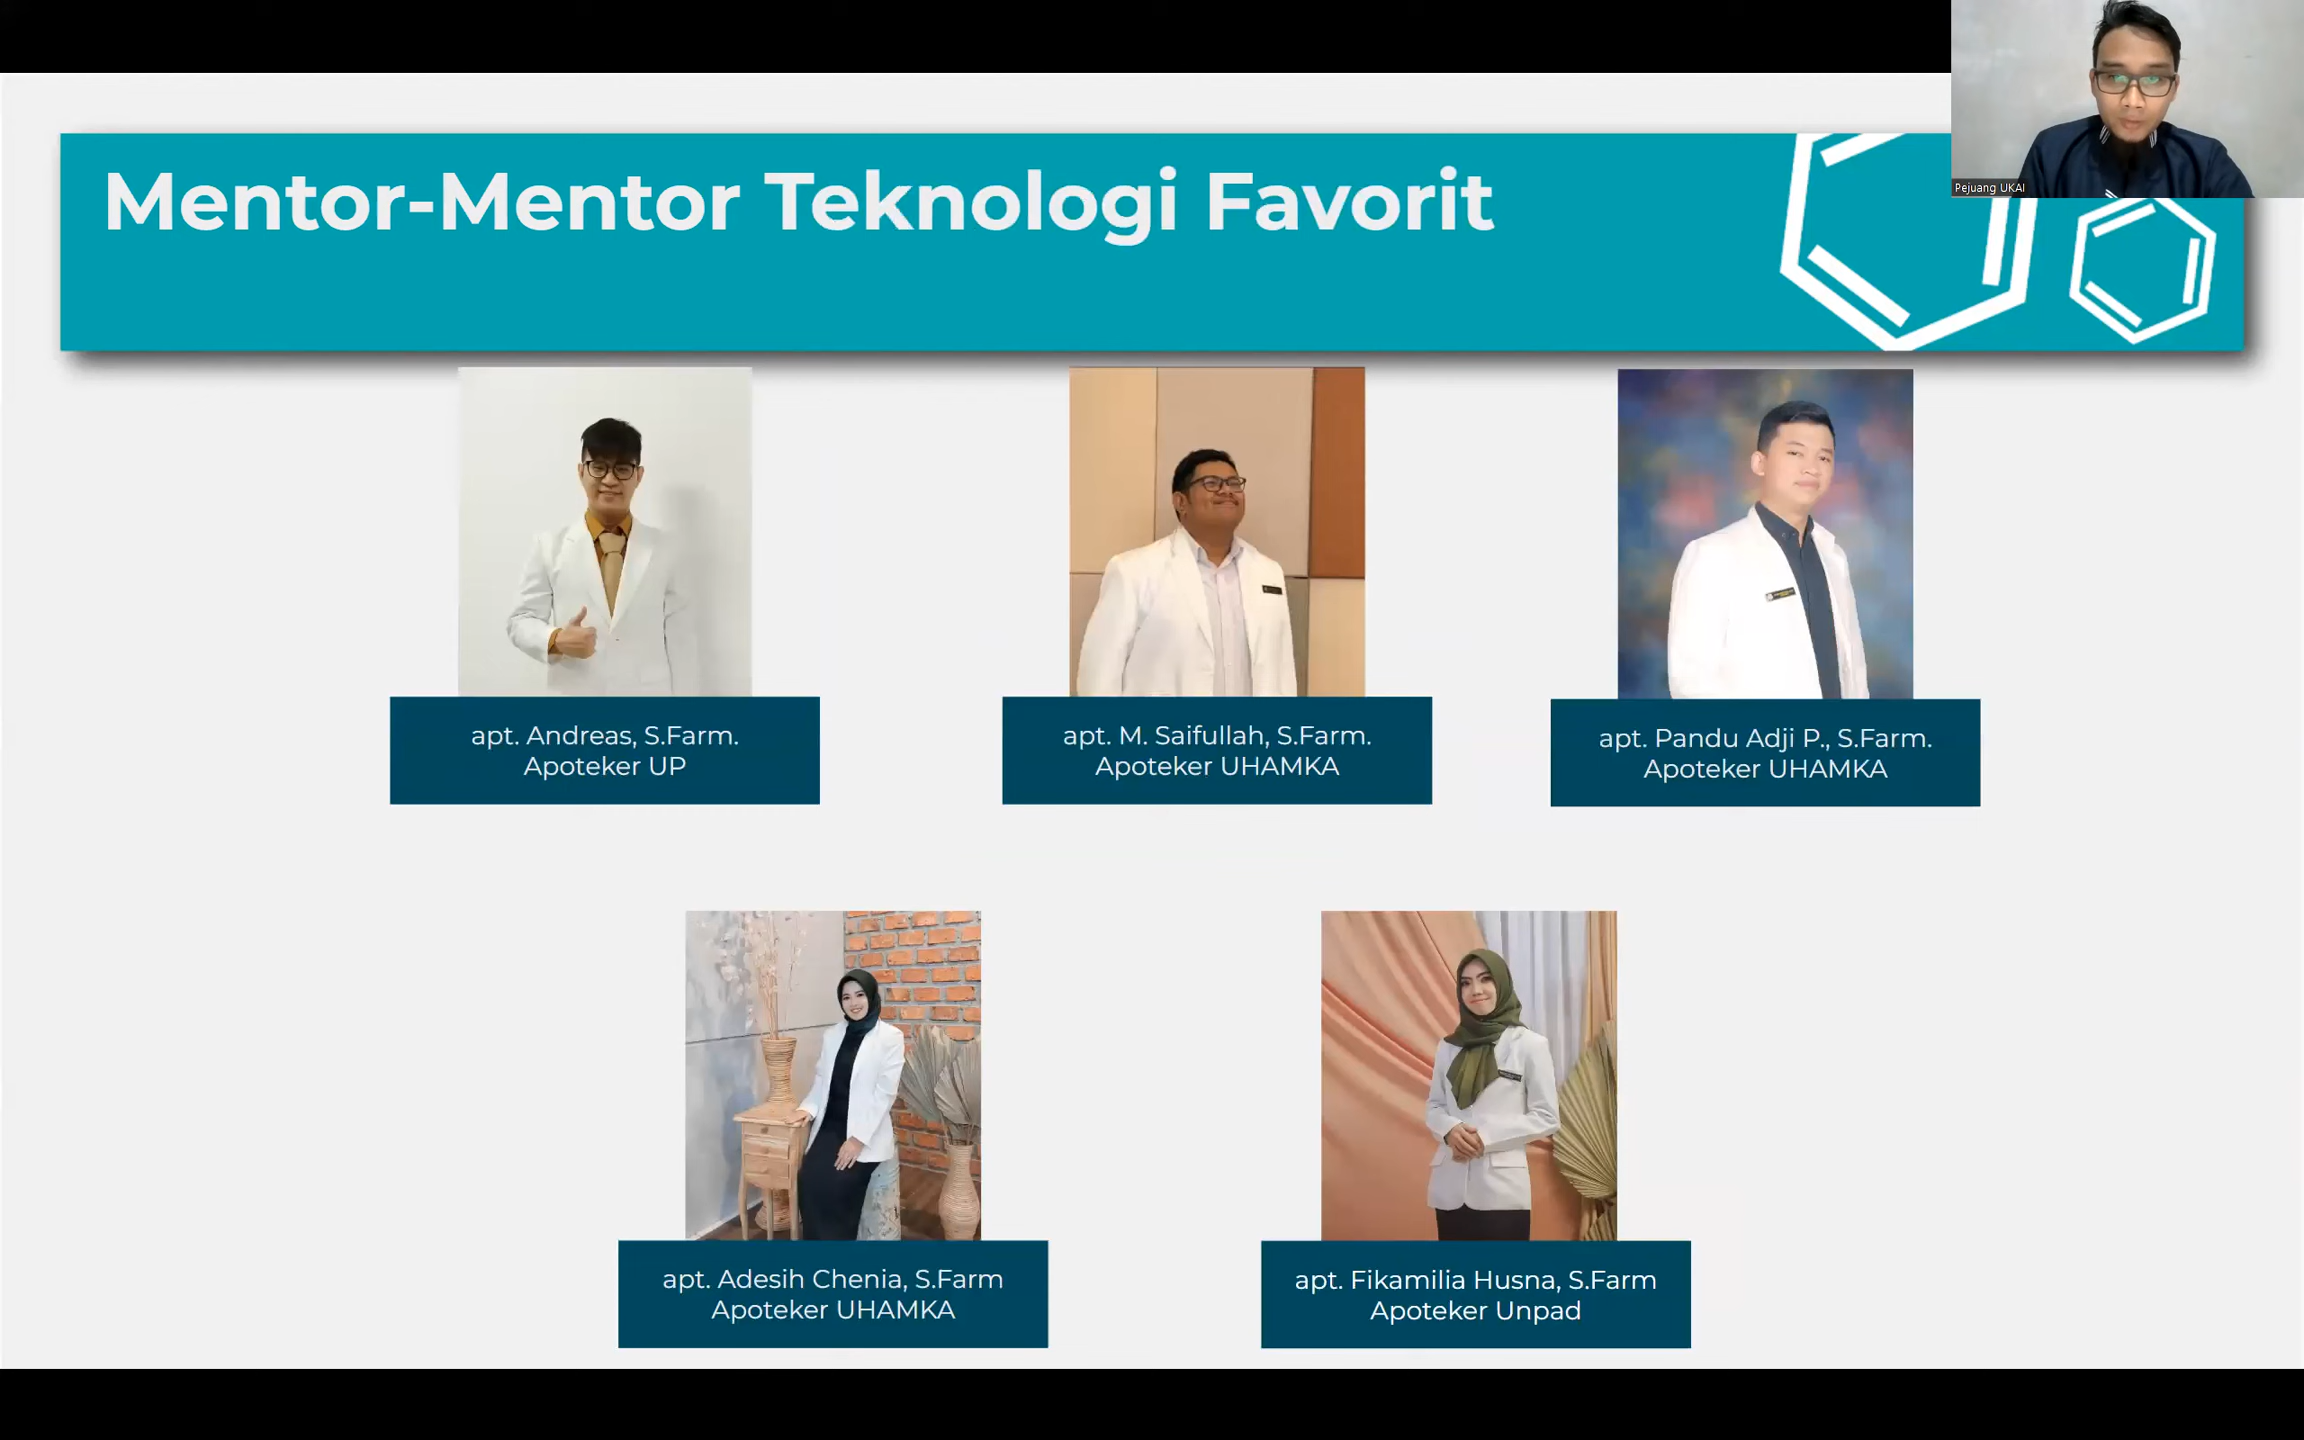 Mentor-Mentor Teknologi Favorit
Pejuang UKAI
apt. Andreas, S.Farm.
Apoteker UP
apt. M. Saifullah, S.Farm.
Apoteker UHAMKA
apt. Pandu Adji P., S.Farm.
Apoteker UHAMKA
apt. Adesih Chenia, S.Farm
Apoteker UHAMKA
apt. Fikamilia Husna, S.Farm
Apoteker Unpad